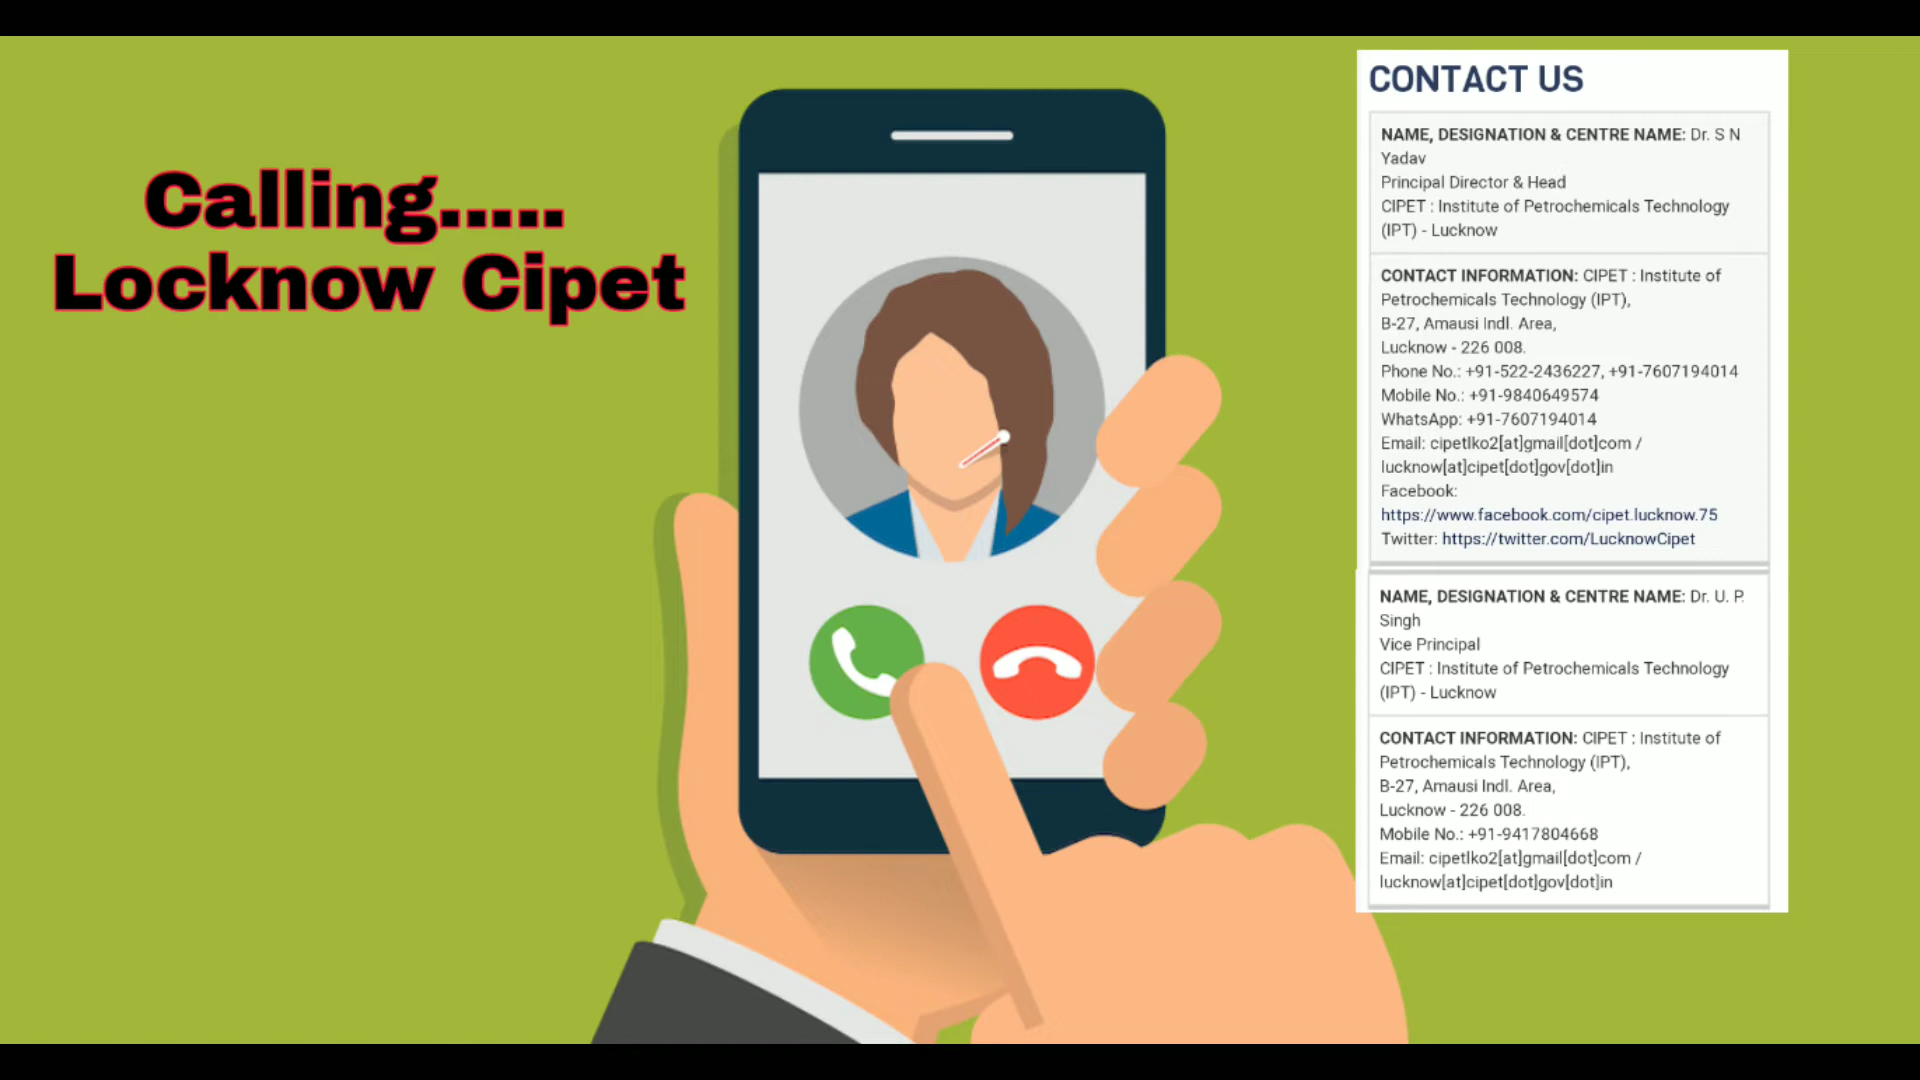 Calling.....
Locknow Cipet
CONTACT US
NAME, DESIGNATION & CENTRE NAME: Dr. S N
Yadav
Principal Director & Head
CIPET : Institute of Petrochemicals Technology
(IPT) - Lucknow
CONTACT INFORMATION: CIPET : Institute of
Petrochemicals Technology (IPT),
B-27, Amausi Indl. Area,
Lucknow - 226 008.
Phone No.: +91-522-2436227, +91-7607194014
Mobile No.: +91-9840649574
WhatsApp: +91-7607194014
Email: cipetlko2[at]gmail[dot]com /
lucknow[at]cipet[dot]gov[dot]in
Facebook:
https://www.facebook.com/cipet.lucknow.75
Twitter: https://twitter.com/LucknowCipet
NAME, DESIGNATION & CENTRE NAME: Dr. U. P.
Singh
Vice Principal
CIPET : Institute of Petrochemicals Technology
(IPT) - Lucknow
CONTACT INFORMATION: CIPET : Institute of
Petrochemicals Technology (IPT),
B-27, Amausi Indl. Area,
Lucknow - 226 008.
Mobile No.: +91-9417804668
Email: cipetlko2[at]gmail[dot]com /
lucknow[at]cipet[dot]gov[dot]in